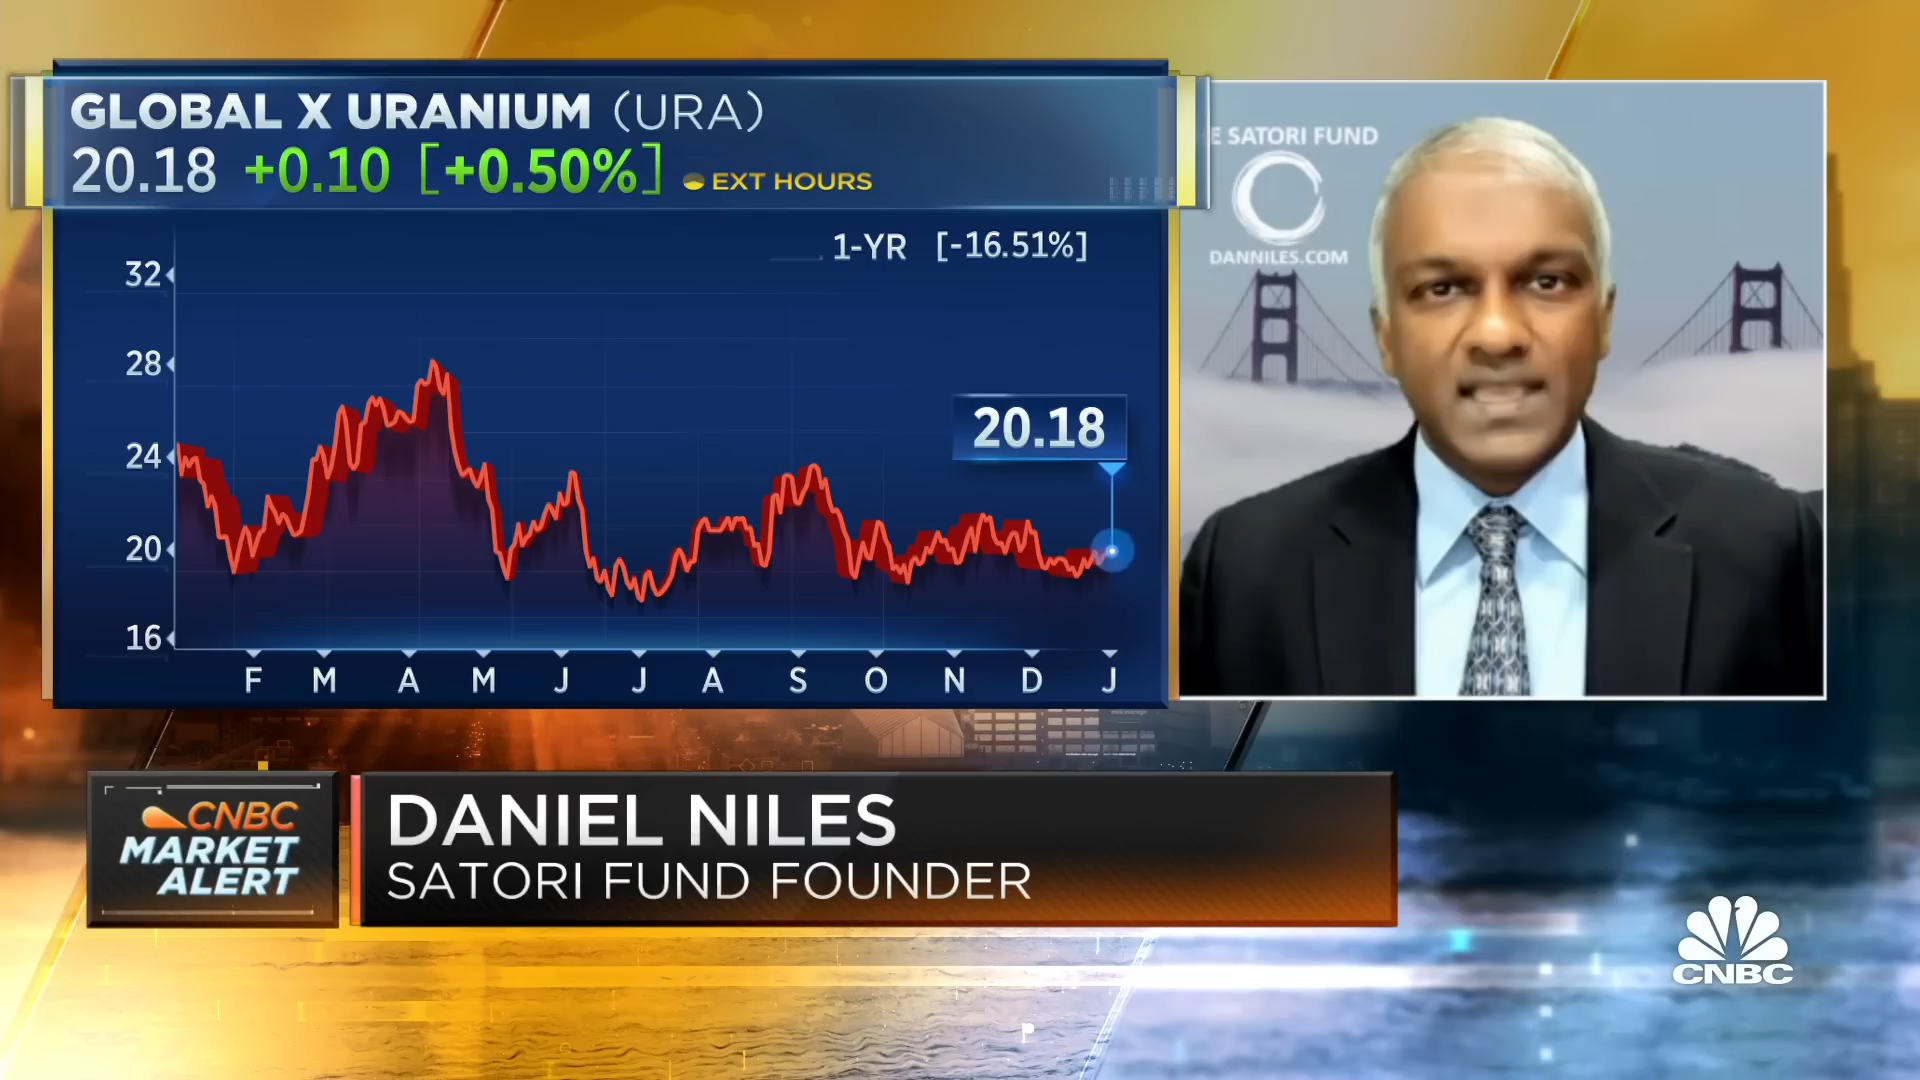 GLOBAL X URANIUM (URA)
20.18 +0.10 [+0.50%] EXT HOURS
1-YR [-16.51%]
32
28
24
20
16
20.18
F M A M J J A S O N D J
E SATORI FUND
DANNILES.COM
CNBC
MARKET
ALERT
DANIEL NILES
SATORI FUND FOUNDER
CNBC